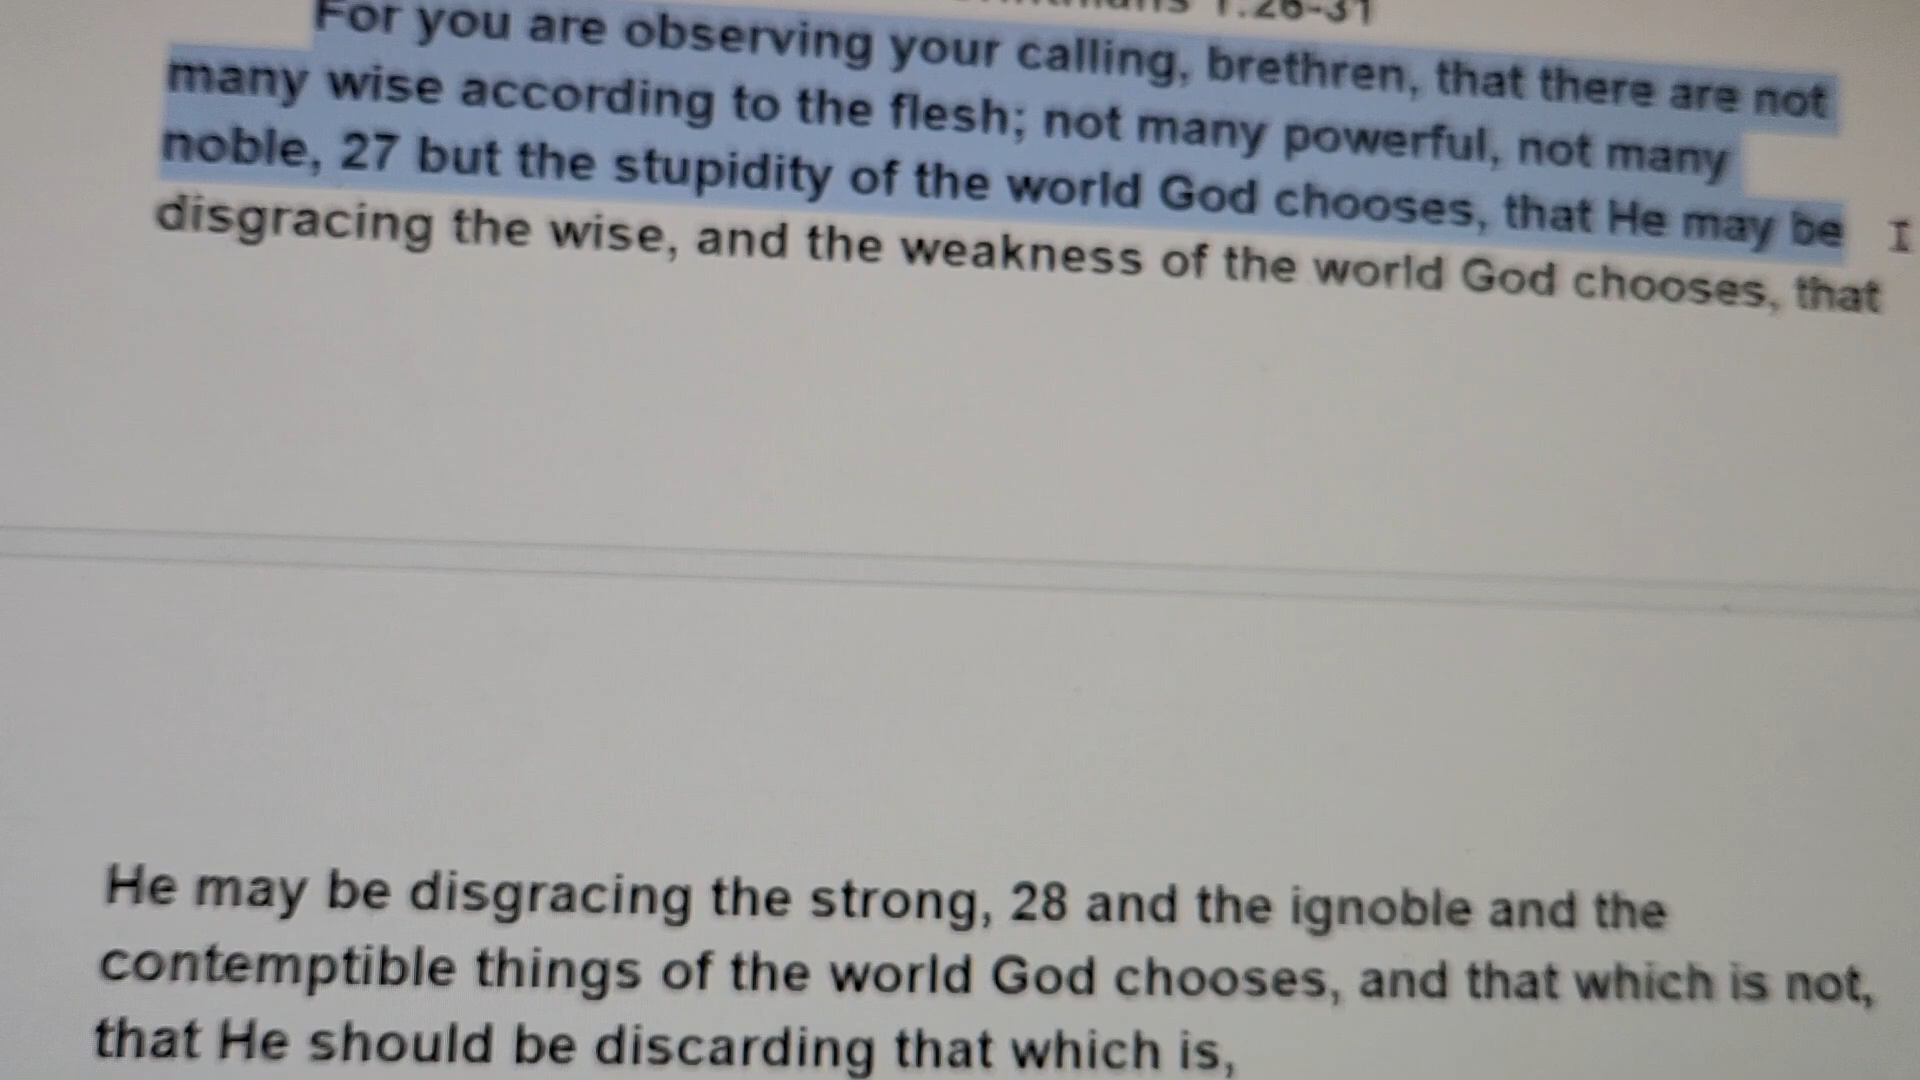 1:26-31
For you are observing your calling, brethren, that there are not
many wise according to the flesh; not many powerful, not many
noble, 27 but the stupidity of the world God chooses, that He may be
disgracing the wise, and the weakness of the world God chooses, that
He may be disgracing the strong, 28 and the ignoble and the
contemptible things of the world God chooses, and that which is not,
that He should be discarding that which is,